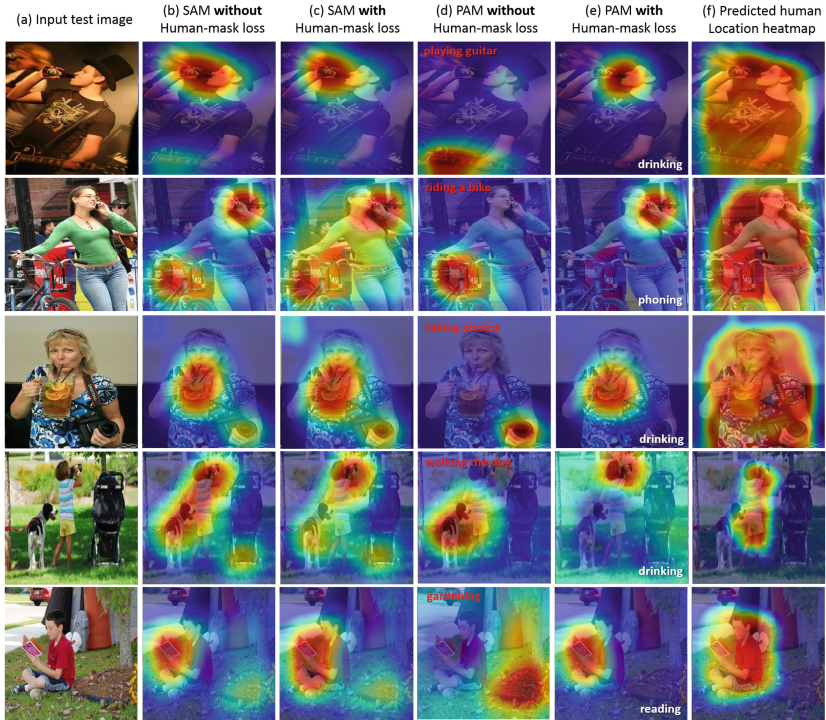 (a) Input test image
(b) SAM without
Human-mask loss
(c) SAM with
Human-mask loss
(d) PAM without
Human-mask loss
(e) PAM with
Human-mask loss
(f) Predicted human
Location heatmap
playing guitar
drinking
riding a bike
phoning
taking photos
drinking
walking the dog
drinking
gardening
reading